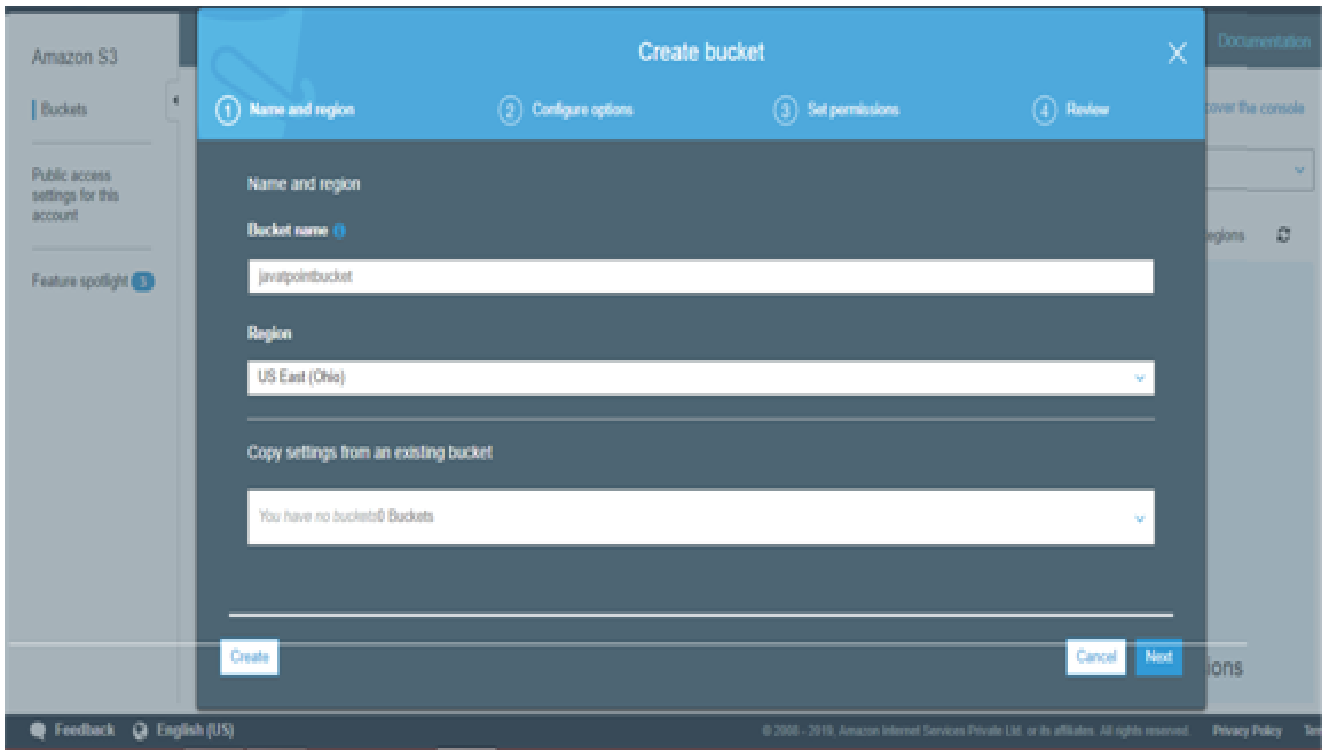 Amazon S3
Buckets
Public access
settings for this
account
Feature spotlight 3
Documentation
cover the console
egions
ions
Create bucket
1 Name and region
2 Configure options
3 Set permissions
4 Review
Name and region
Bucket name
javatpointbucket
Region
US East (Ohio)
Copy settings from an existing bucket
You have no buckets0 Buckets
Create
Cancel
Next
Feedback
English (US)
© 2008 - 2019, Amazon Internet Services Private Ltd. or its affiliates. All rights reserved.
Privacy Policy
Ter